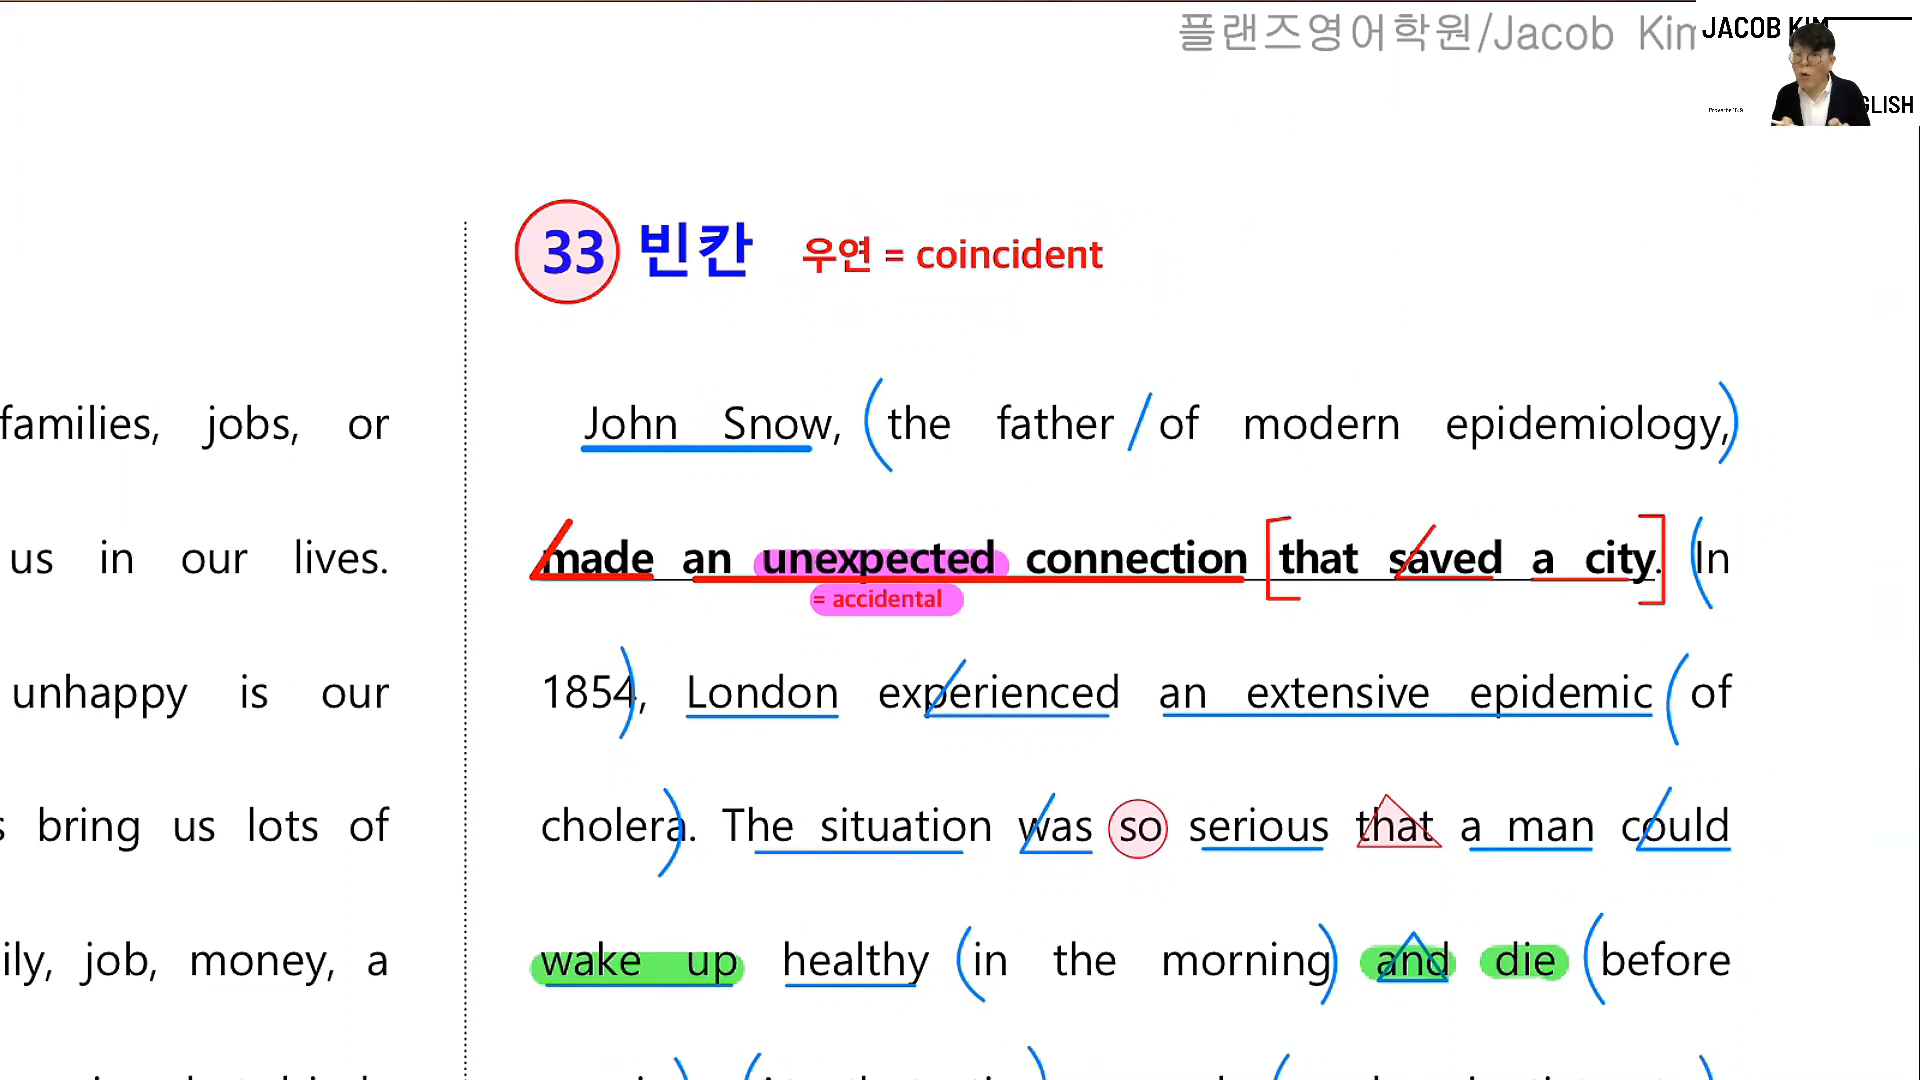 플랜즈영어학원/Jacob Kim
JACOB KIM
GLISH
33 빈칸 우연 = coincident
families, jobs, or
us in our lives.
unhappy is our
bring us lots of
ily, job, money, a
John Snow, (the father / of modern epidemiology,)
made an unexpected connection [that saved a city]. (In
= accidental
1854), London experienced an extensive epidemic (of
cholera). The situation was so serious that a man could
wake up healthy (in the morning) and die (before